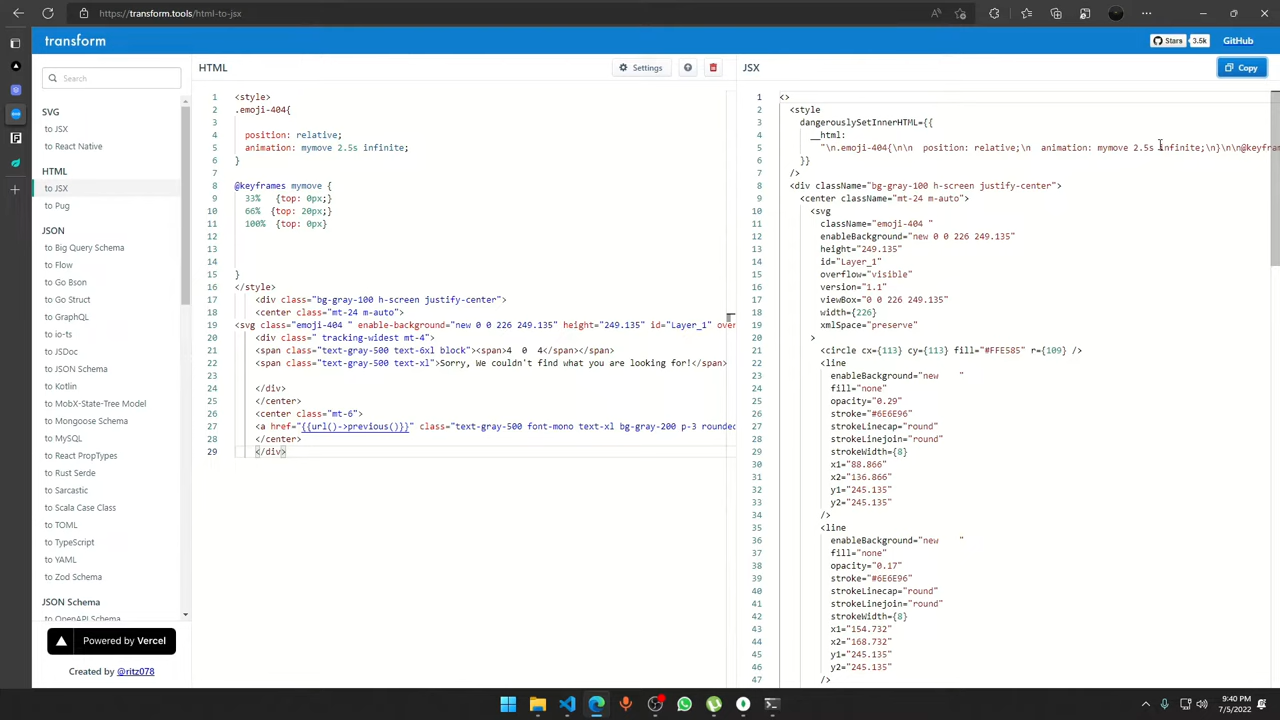 https://transform.tools/html-to-jsx
transform
Stars 3.5k GitHub
Search
SVG
to JSX
to React Native
HTML
to JSX
to Pug
JSON
to Big Query Schema
to Flow
to Go Bson
to Go Struct
to GraphQL
to io-ts
to JSDoc
to JSON Schema
to Kotlin
to MobX-State-Tree Model
to Mongoose Schema
to MySQL
to React PropTypes
to Rust Serde
to Sarcastic
to Scala Case Class
to TOML
to TypeScript
to YAML
to Zod Schema
JSON Schema
to OpenAPI Schema
Powered by Vercel
Created by @ritz078
HTML
Settings
1 <style>
2 .emoji-404{
3
4 position: relative;
5 animation: mymove 2.5s infinite;
6 }
7
8 @keyframes mymove {
9 33% {top: 0px;}
10 66% {top: 20px;}
11 100% {top: 0px}
12
13
14
15 }
16 </style>
17 <div class="bg-gray-100 h-screen justify-center">
18 <center class="mt-24 m-auto">
19 <svg class="emoji-404 " enable-background="new 0 0 226 249.135" height="249.135" id="Layer_1" over
20 <div class=" tracking-widest mt-4">
21 <span class="text-gray-500 text-6xl block"><span>4 0 4</span></span>
22 <span class="text-gray-500 text-xl">Sorry, We couldn't find what you are looking for!</span>
23
24 </div>
25 </center>
26 <center class="mt-6">
27 <a href="{{url()->previous()}}" class="text-gray-500 font-mono text-xl bg-gray-200 p-3 rounded
28 </center>
29 </div>
JSX
Copy
1 <>
2 <style
3 dangerouslySetInnerHTML={{
4 __html:
5 "\n.emoji-404{\n\n position: relative;\n animation: mymove 2.5s infinite;\n}\n\n@keyfram
6 }}
7 />
8 <div className="bg-gray-100 h-screen justify-center">
9 <center className="mt-24 m-auto">
10 <svg
11 className="emoji-404 "
12 enableBackground="new 0 0 226 249.135"
13 height="249.135"
14 id="Layer_1"
15 overflow="visible"
16 version="1.1"
17 viewBox="0 0 226 249.135"
18 width={226}
19 xmlSpace="preserve"
20 >
21 <circle cx={113} cy={113} fill="#FFE585" r={109} />
22 <line
23 enableBackground="new "
24 fill="none"
25 opacity="0.29"
26 stroke="#6E6E96"
27 strokeLinecap="round"
28 strokeLinejoin="round"
29 strokeWidth={8}
30 x1="88.866"
31 x2="136.866"
32 y1="245.135"
33 y2="245.135"
34 />
35 <line
36 enableBackground="new "
37 fill="none"
38 opacity="0.17"
39 stroke="#6E6E96"
40 strokeLinecap="round"
41 strokeLinejoin="round"
42 strokeWidth={8}
43 x1="154.732"
44 x2="168.732"
45 y1="245.135"
46 y2="245.135"
47 />
9:40 PM
7/5/2022